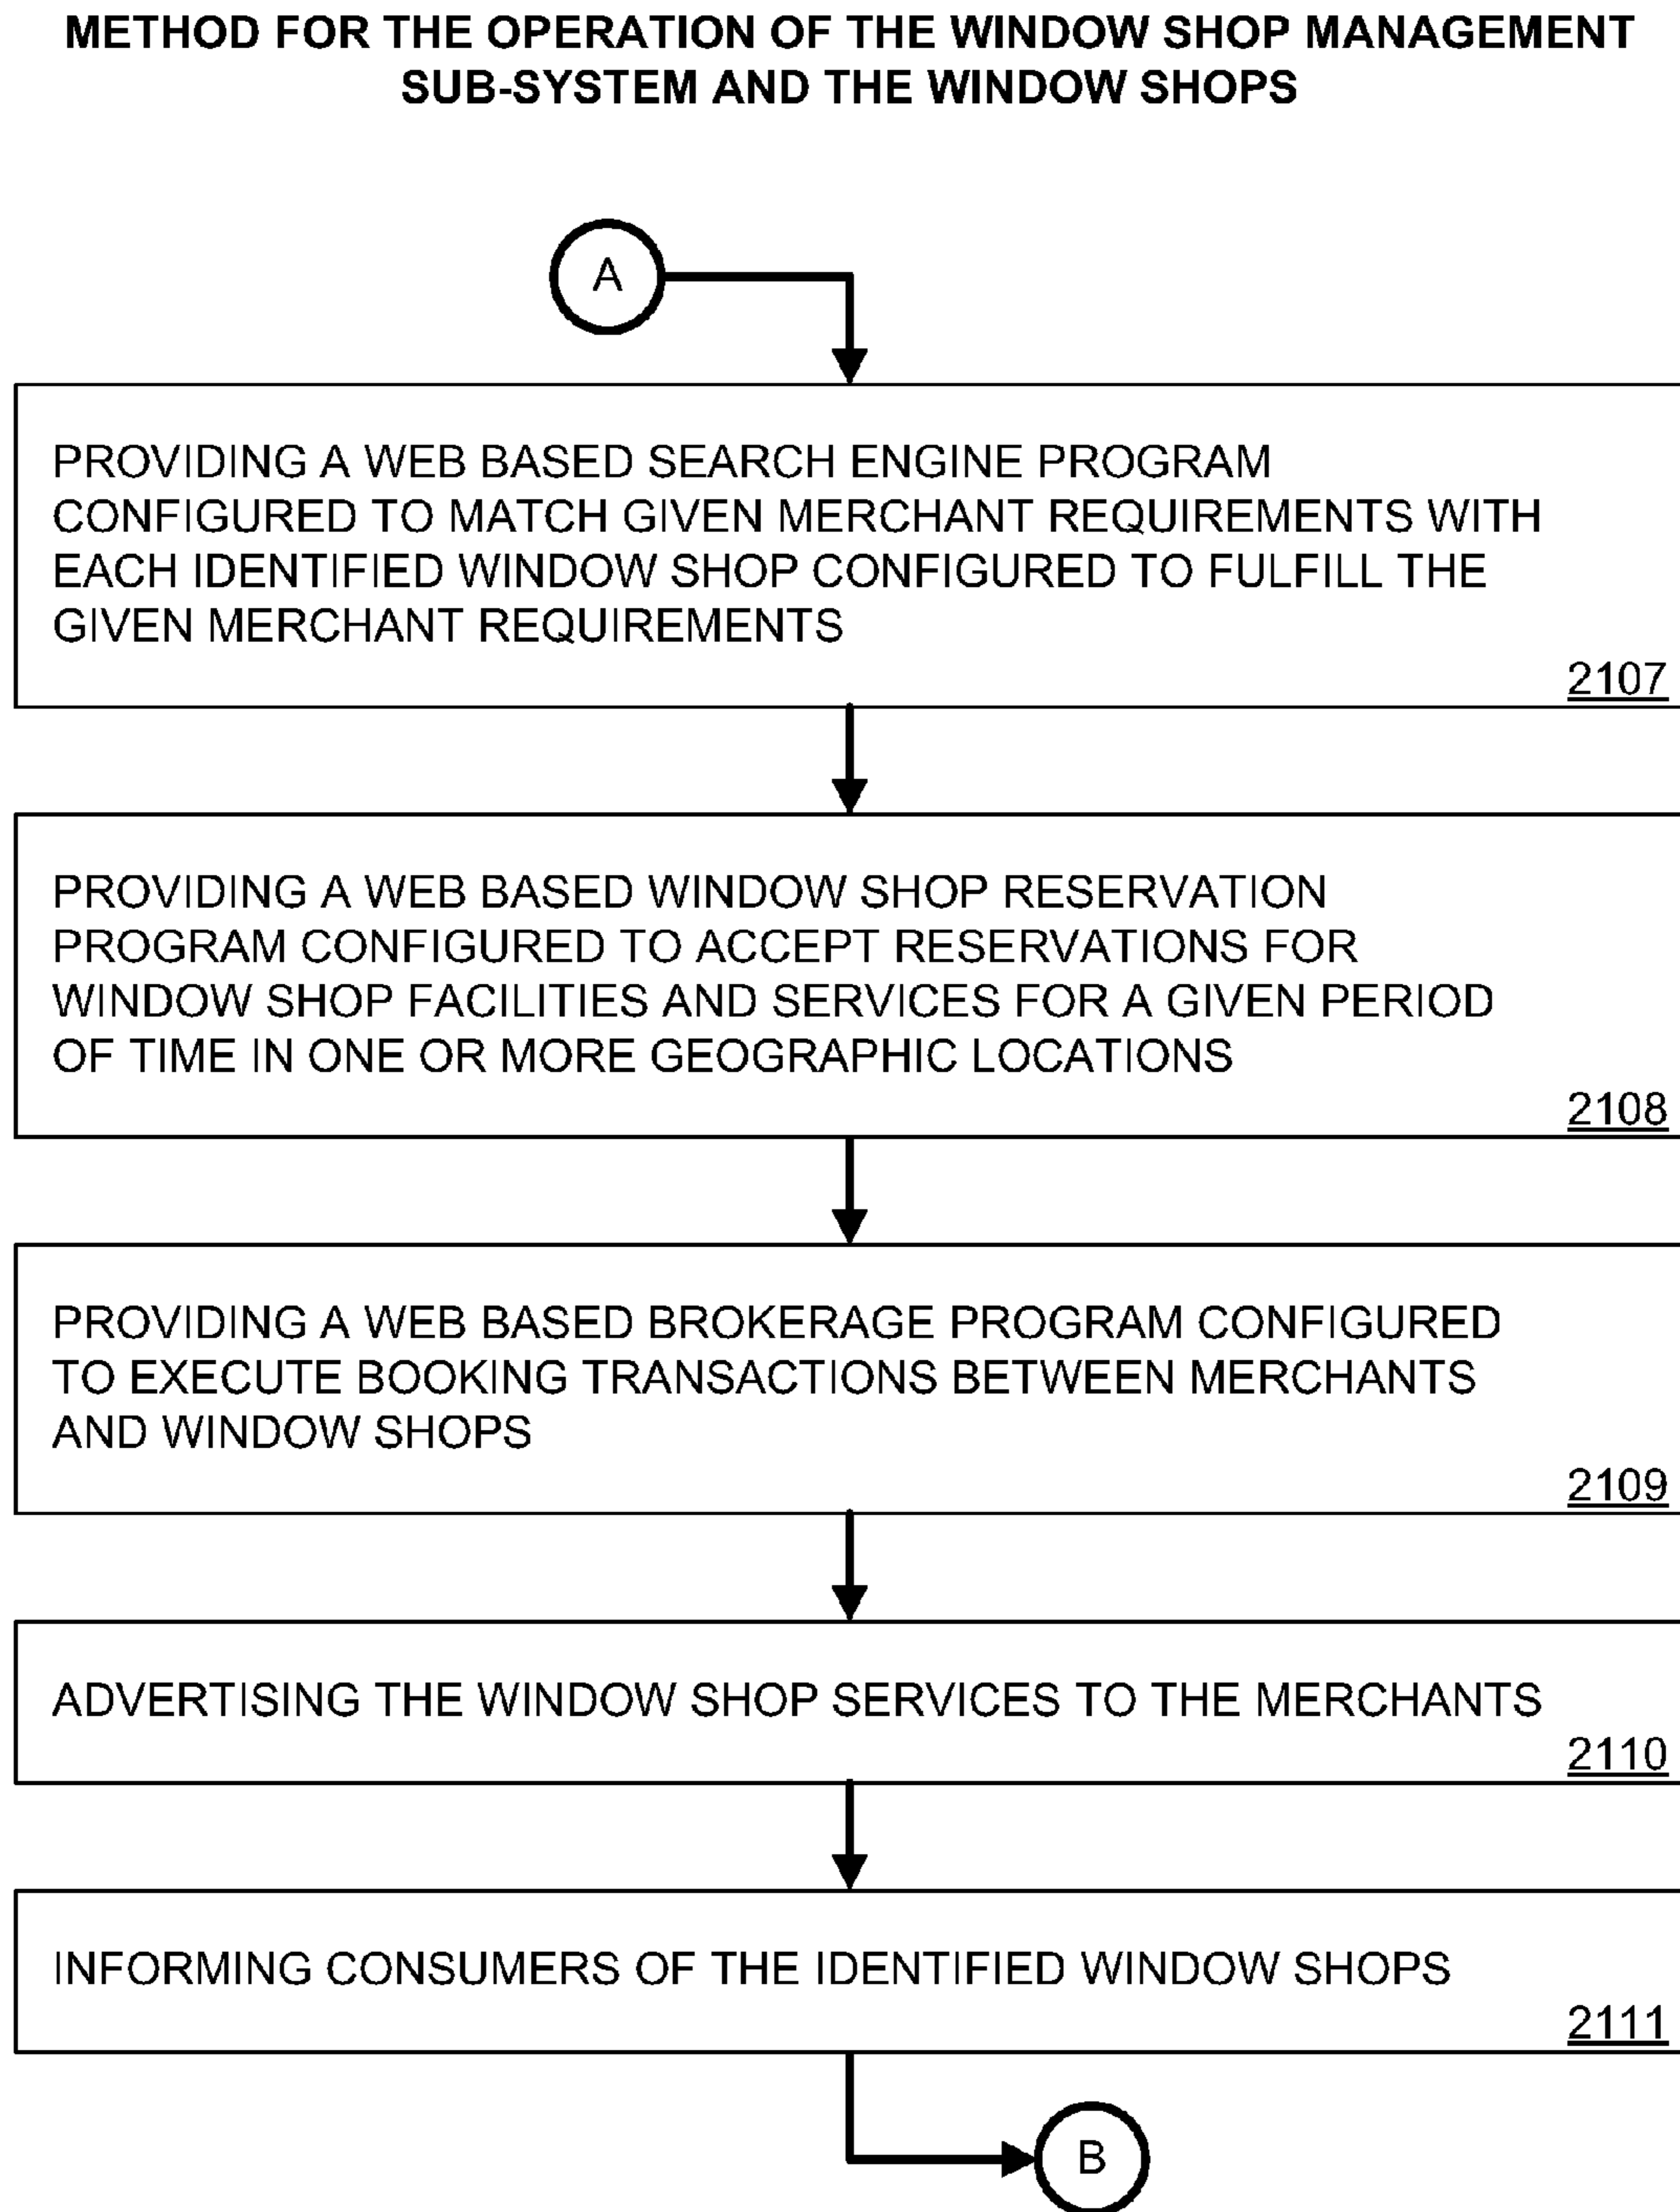 METHOD FOR THE OPERATION OF THE WINDOW SHOP MANAGEMENT
SUB-SYSTEM AND THE WINDOW SHOPS
A
PROVIDING A WEB BASED SEARCH ENGINE PROGRAM
CONFIGURED TO MATCH GIVEN MERCHANT REQUIREMENTS WITH
EACH IDENTIFIED WINDOW SHOP CONFIGURED TO FULFILL THE
GIVEN MERCHANT REQUIREMENTS
2107
PROVIDING A WEB BASED WINDOW SHOP RESERVATION
PROGRAM CONFIGURED TO ACCEPT RESERVATIONS FOR
WINDOW SHOP FACILITIES AND SERVICES FOR A GIVEN PERIOD
OF TIME IN ONE OR MORE GEOGRAPHIC LOCATIONS
2108
PROVIDING A WEB BASED BROKERAGE PROGRAM CONFIGURED
TO EXECUTE BOOKING TRANSACTIONS BETWEEN MERCHANTS
AND WINDOW SHOPS
2109
ADVERTISING THE WINDOW SHOP SERVICES TO THE MERCHANTS
2110
INFORMING CONSUMERS OF THE IDENTIFIED WINDOW SHOPS
2111
B